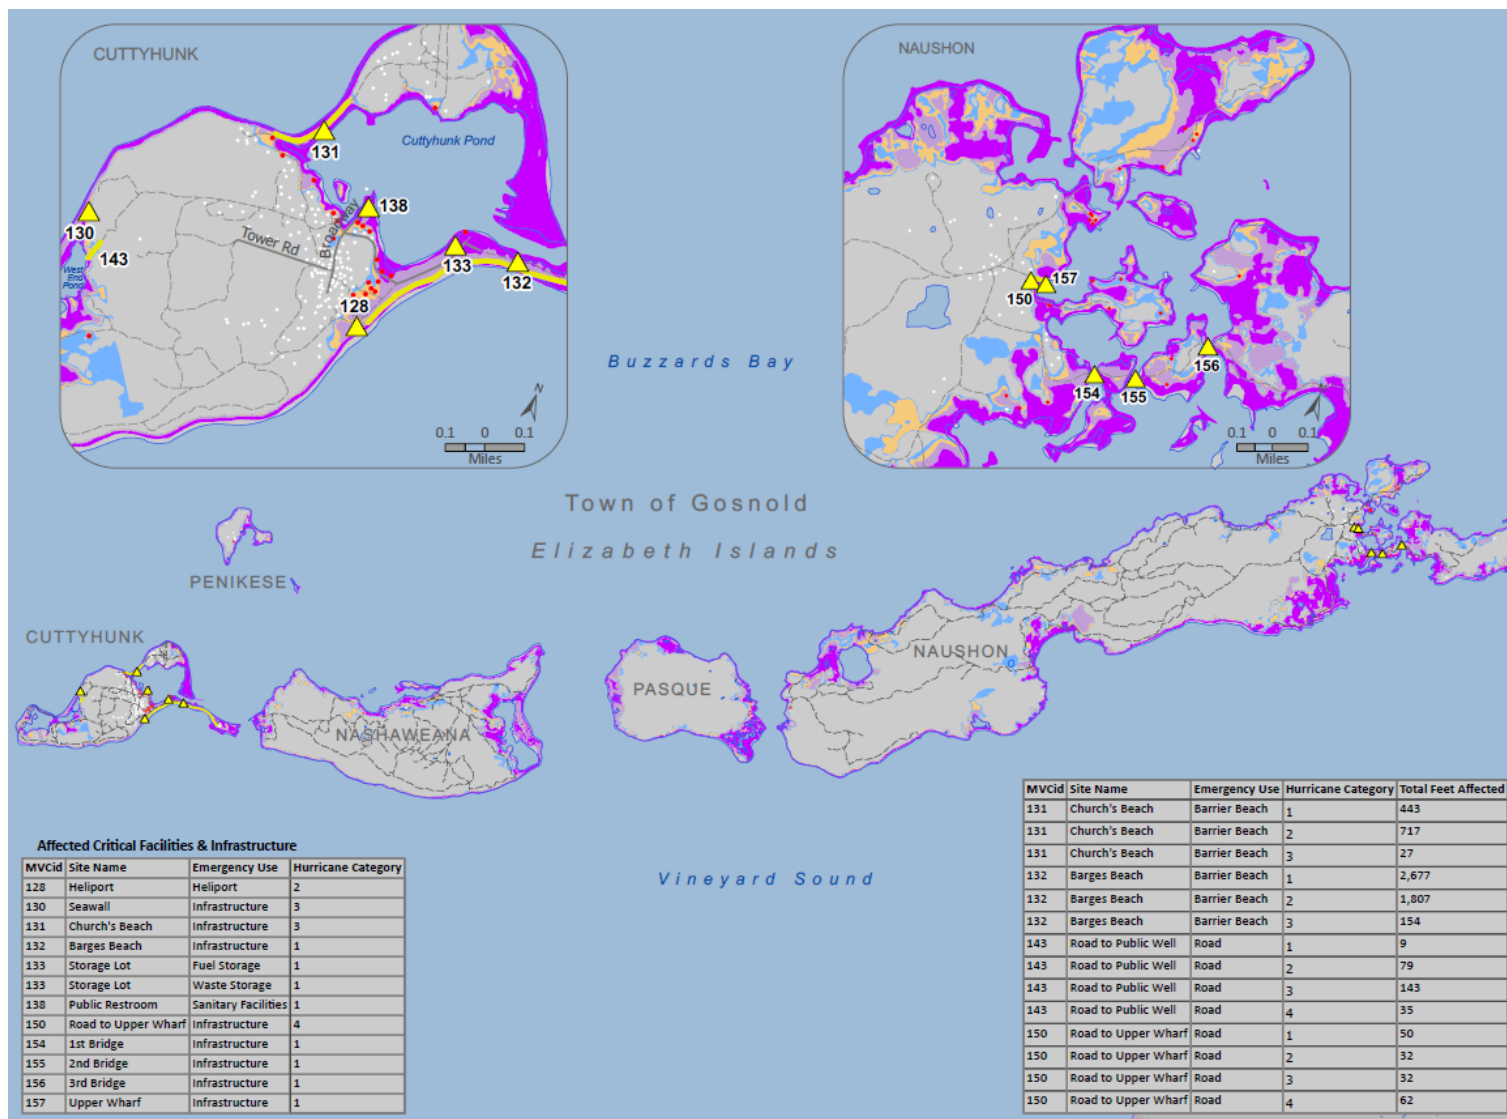 CUTTYHUNK
Cuttyhunk Pond
131
138
130
143
Tower Rd
Broadway
133
132
128
West
End
Pond
N
0.1 0 0.1
Miles
NAUSHON
157
150
156
154
155
0.1 0 0.1
Miles
Buzzards Bay
Town of Gosnold
Elizabeth Islands
PENIKESE
CUTTYHUNK
NASHAWEANA
PASQUE
NAUSHON
Vineyard Sound
Affected Critical Facilities & Infrastructure
MVCid Site Name Emergency Use Hurricane Category
128 Heliport Heliport 2
130 Seawall Infrastructure 3
131 Church's Beach Infrastructure 3
132 Barges Beach Infrastructure 1
133 Storage Lot Fuel Storage 1
133 Storage Lot Waste Storage 1
138 Public Restroom Sanitary Facilities 1
150 Road to Upper Wharf Infrastructure 4
154 1st Bridge Infrastructure 1
155 2nd Bridge Infrastructure 1
156 3rd Bridge Infrastructure 1
157 Upper Wharf Infrastructure 1
MVCid Site Name Emergency Use Hurricane Category Total Feet Affected
131 Church's Beach Barrier Beach 1 443
131 Church's Beach Barrier Beach 2 717
131 Church's Beach Barrier Beach 3 27
132 Barges Beach Barrier Beach 1 2,677
132 Barges Beach Barrier Beach 2 1,807
132 Barges Beach Barrier Beach 3 154
143 Road to Public Well Road 1 9
143 Road to Public Well Road 2 79
143 Road to Public Well Road 3 143
143 Road to Public Well Road 4 35
150 Road to Upper Wharf Road 1 50
150 Road to Upper Wharf Road 2 32
150 Road to Upper Wharf Road 3 32
150 Road to Upper Wharf Road 4 62